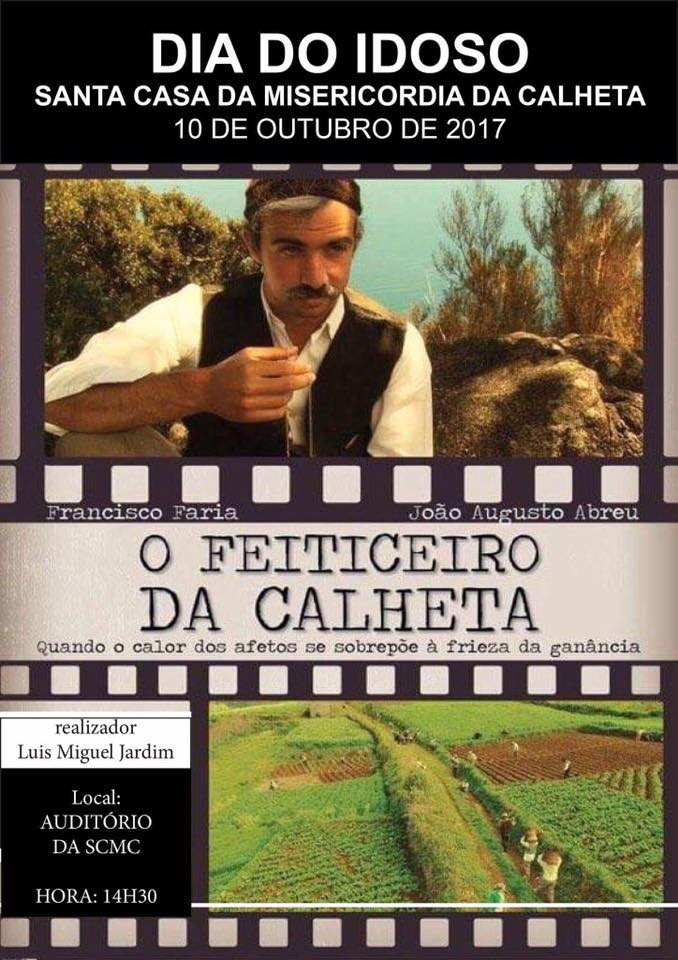 DIA DO IDOSO
SANTA CASA DA MISERICORDIA DA CALHETA
10 DE OUTUBRO DE 2017
Francisco Faria João Augusto Abreu
O FEITICEIRO
DA CALHETA
Quando o calor dos afetos se sobrepõe à frieza da ganância
realizador
Luis Miguel Jardim
Local:
AUDITÓRIO
DA SCMC
HORA: 14H30